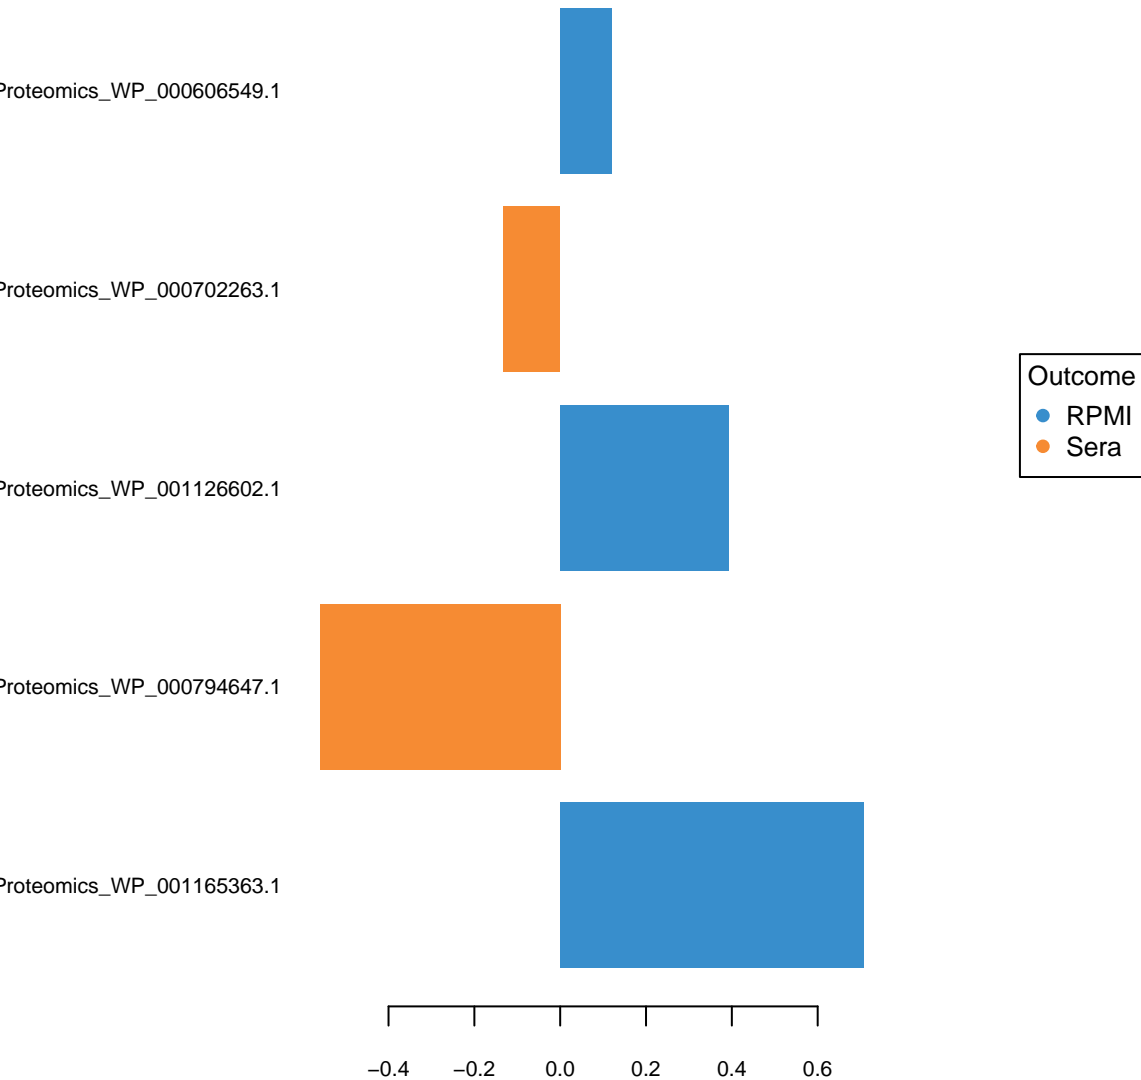 Proteomics_WP_000606549.1
Proteomics_WP_000702263.1
Proteomics_WP_001126602.1
Proteomics_WP_000794647.1
Proteomics_WP_001165363.1
Outcome
RPMI
Sera
−0.4 −0.2 0.0 0.2 0.4 0.6